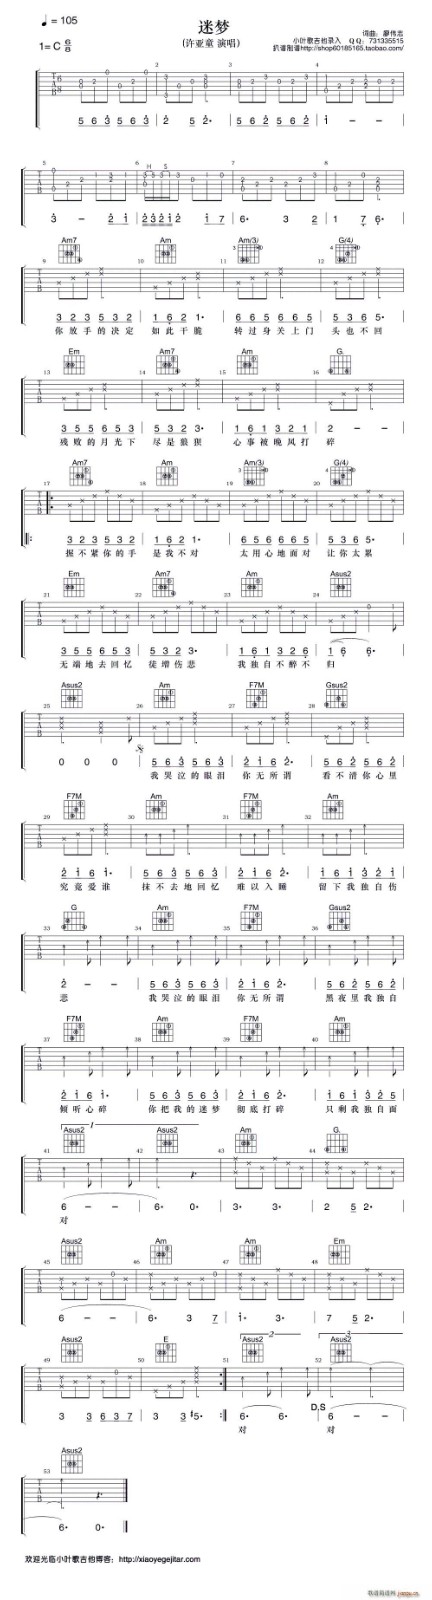 迷梦
(许亚童 演唱)
♩ = 105
1= C 6/8
词曲: 廖伟志
小叶歌吉他录入 QQ: 731335515
扒谱制谱http://shop60185165.taobao.com/
5 6 3 5 6 3 2· 5 2· 5 6 3 5 6 2 1 – –
3 – 2 1 2 3 2 1 2 1 7 6· 3 2 1 7 6·
Am7 Am Am/3 G/4
3 2 3 5 3 2 1 6 2 1· 6 6 5 6 6 5 5 3 6 5·
你放手的决定 如此干脆 转过身关上门 头也不回
Em Am7 Am G.
3 5 5 6 5 3 5 3 2 3· 1 6 1 3 2 1 2 – –
残败的月光下 尽是狼狈 心事被晚风打 碎
Am7 Am Am/3 G/4
3 2 3 5 3 2 1 6 2 1· 6 5 6 6 6 5 5 3 6 5·
握不紧你的手 是我不对 太用心地面对 让你太累
Em Am7 Am Asus2
3 5 5 6 5 3 5 3 2 3· 1 6 1 3 2 6 1 6· 6·
无端地去回忆 徒增伤悲 我独自不醉不 归
Asus2 Am F7M Gsus2
0 0 0 5 6 3 5 6 3 2 1 6 2· 5 6 2 5 6 2
我哭泣的眼泪 你无所谓 看不清你心里
F7M Am F7M Am
2 1 6 1· 5 6 3 5 6 3 2 1 6 2· 1 6 3 2 1 1
究竟爱谁 抹不去地回忆 难以入睡 留下我独自伤
G Am F7M Gsus2
2 – – 5 6 3 5 6 3 2 1 6 2· 5 6 2 5 6 2
悲 我哭泣的眼泪 你无所谓 黑夜里我独自
F7M Am F7M Am
2 1 6 1· 5 6 3 5 6 3 2 1 6 1· 1 6 1 3 2 5
倾听心碎 你把我的迷梦 彻底打碎 只剩我独自面
1
Asus2 Asus2 Am G.
6 – – 6· 0· 3· 3· 2· 2·
对
Asus2 Am Am Em
6 – – 6· 3 7 1· 3· 7 5 2·
Asus2 E Asus2 Asus2
2
D.S
3 3 6 3 7 3 3 ♯5· 6· 6· 6· 6·
对 对
Asus2
6· 0·
欢迎光临小叶歌吉他博客: http://xiaoyegejitar.com